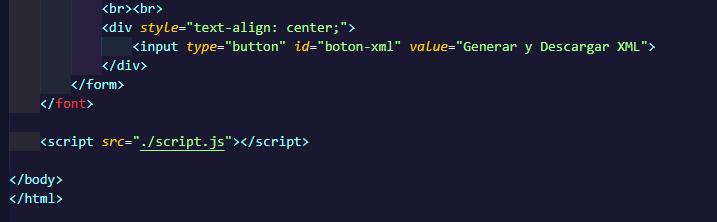 <br><br>
<div style="text-align: center;">
<input type="button" id="boton-xml" value="Generar y Descargar XML">
</div>
</form>
</font>
<script src="./script.js"></script>
</body>
</html>